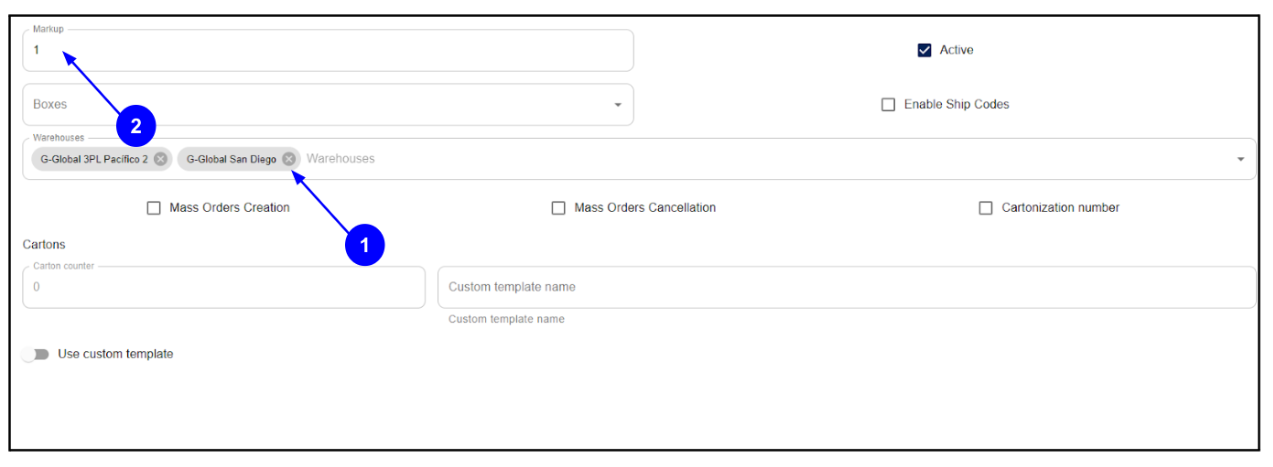 Markup
1
Active
Boxes
Enable Ship Codes
2
Warehouses
G-Global 3PL Pacifico 2 G-Global San Diego Warehouses
Mass Orders Creation Mass Orders Cancellation Cartonization number
1
Cartons
Carton counter
0
Custom template name
Custom template name
Use custom template